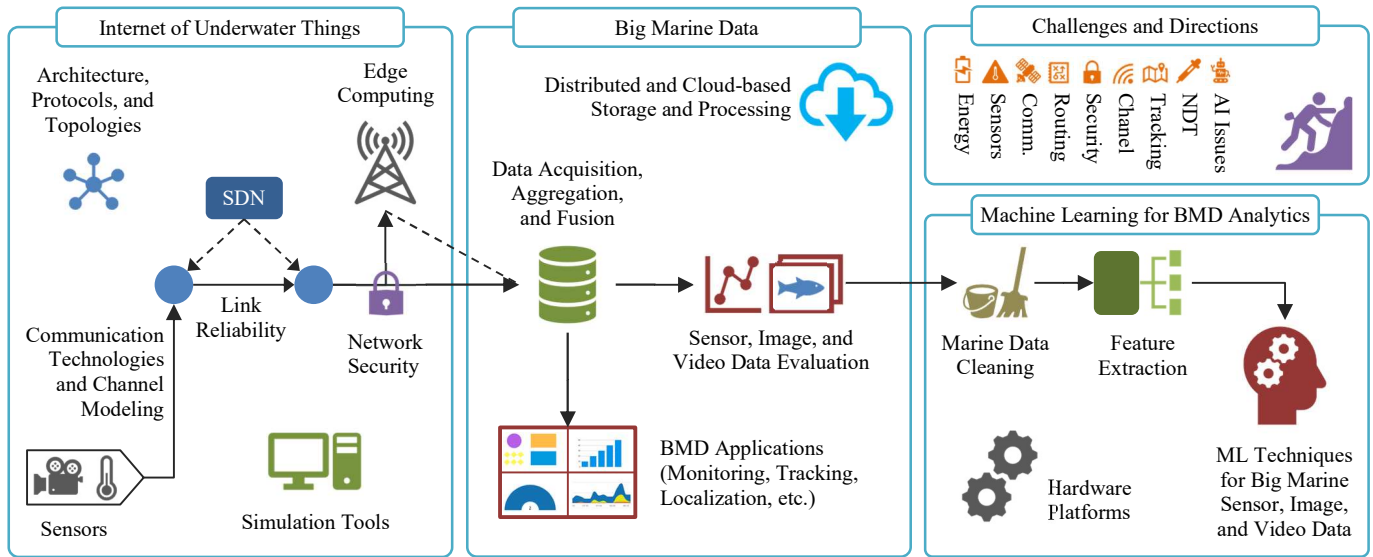 Internet of Underwater Things
Architecture,
Protocols, and
Topologies
Edge
Computing
SDN
Link
Reliability
Network
Security
Communication
Technologies
and Channel
Modeling
Sensors
Simulation Tools
Big Marine Data
Distributed and Cloud-based
Storage and Processing
Data Acquisition,
Aggregation,
and Fusion
Sensor, Image, and
Video Data Evaluation
BMD Applications
(Monitoring, Tracking,
Localization, etc.)
Challenges and Directions
Energy
Sensors
Comm.
Routing
Security
Channel
Tracking
NDT
AI Issues
Machine Learning for BMD Analytics
Marine Data
Cleaning
Feature
Extraction
Hardware
Platforms
ML Techniques
for Big Marine
Sensor, Image,
and Video Data